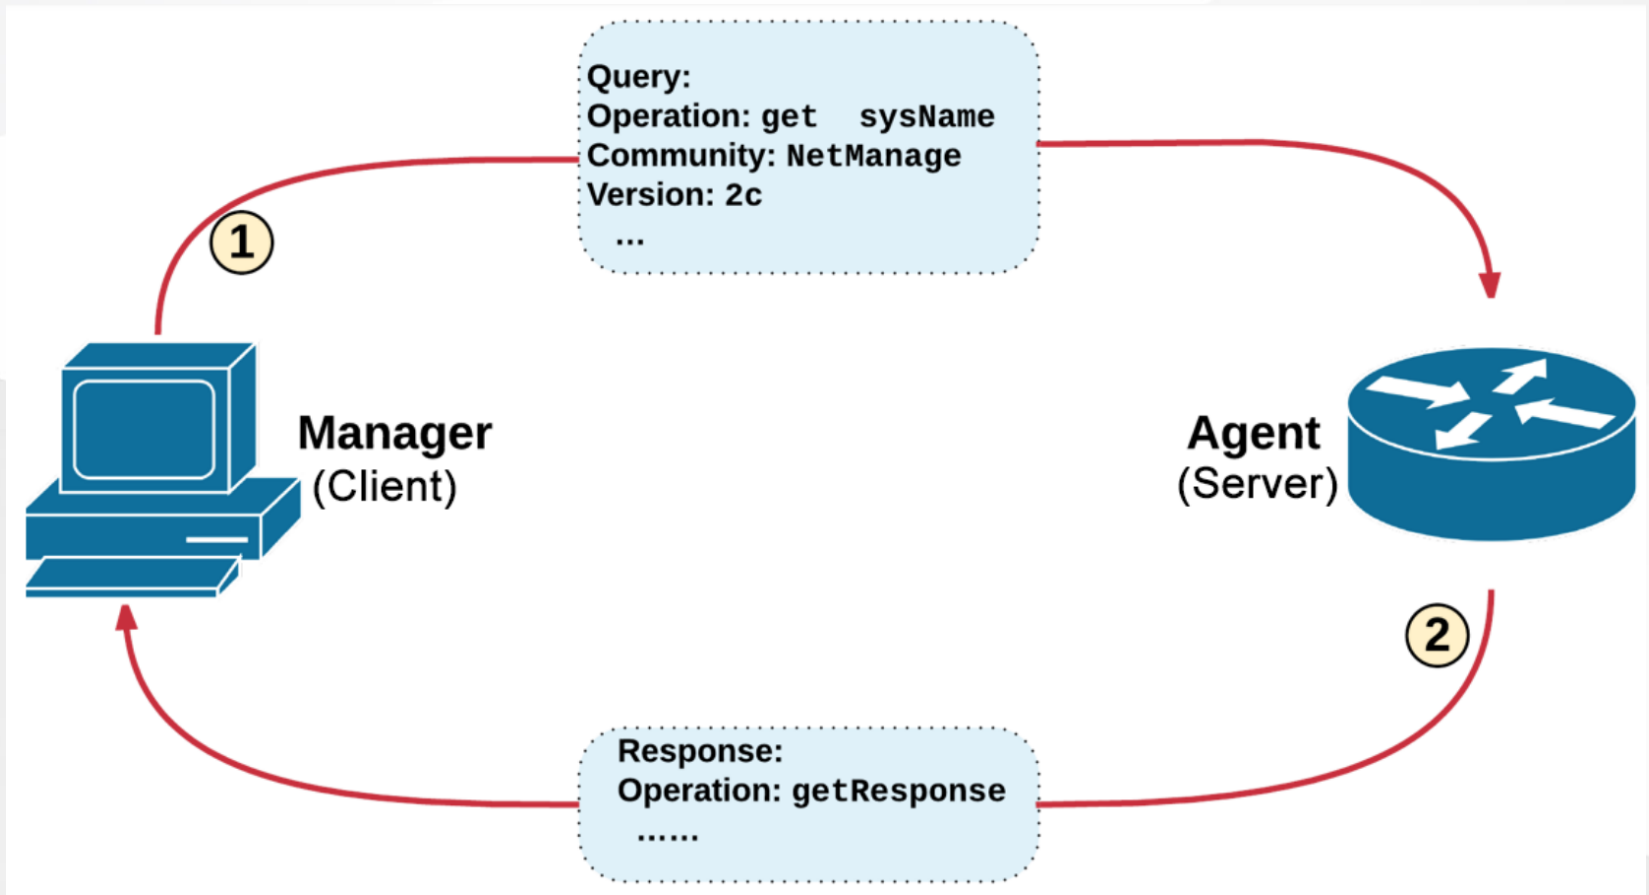 Query:
Operation: get  sysName
Community: NetManage
Version: 2c
...
1
Manager
(Client)
Agent
(Server)
2
Response:
Operation: getResponse
......